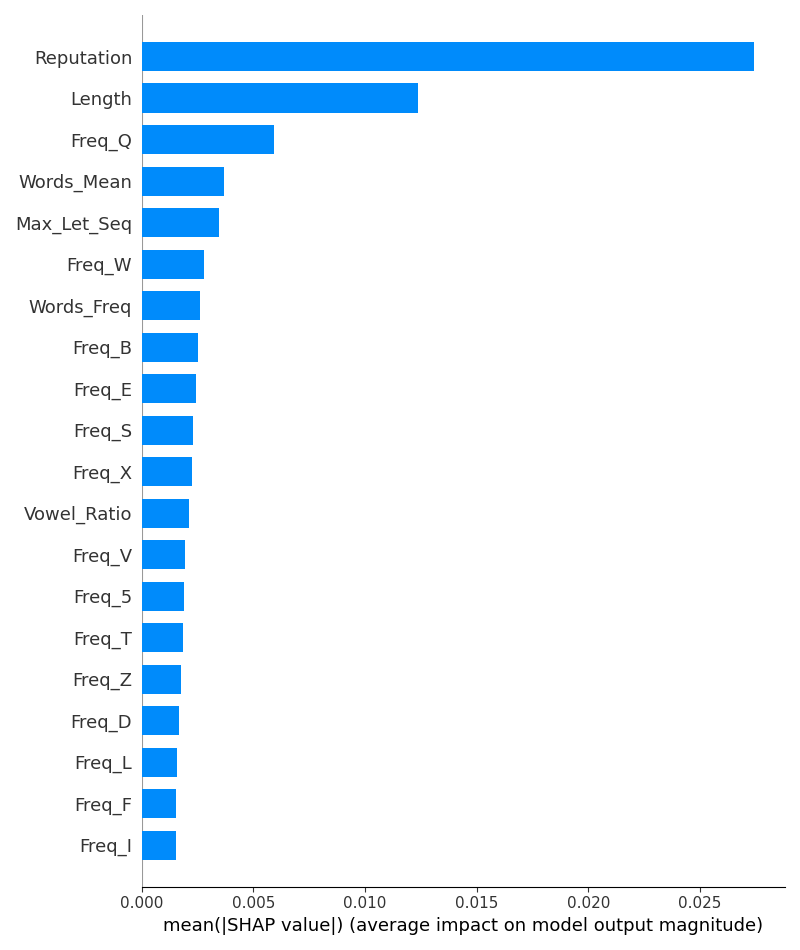 Reputation
Length
Freq_Q
Words_Mean
Max_Let_Seq
Freq_W
Words_Freq
Freq_B
Freq_E
Freq_S
Freq_X
Vowel_Ratio
Freq_V
Freq_5
Freq_T
Freq_Z
Freq_D
Freq_L
Freq_F
Freq_I
0.000 0.005 0.010 0.015 0.020 0.025
mean(|SHAP value|) (average impact on model output magnitude)